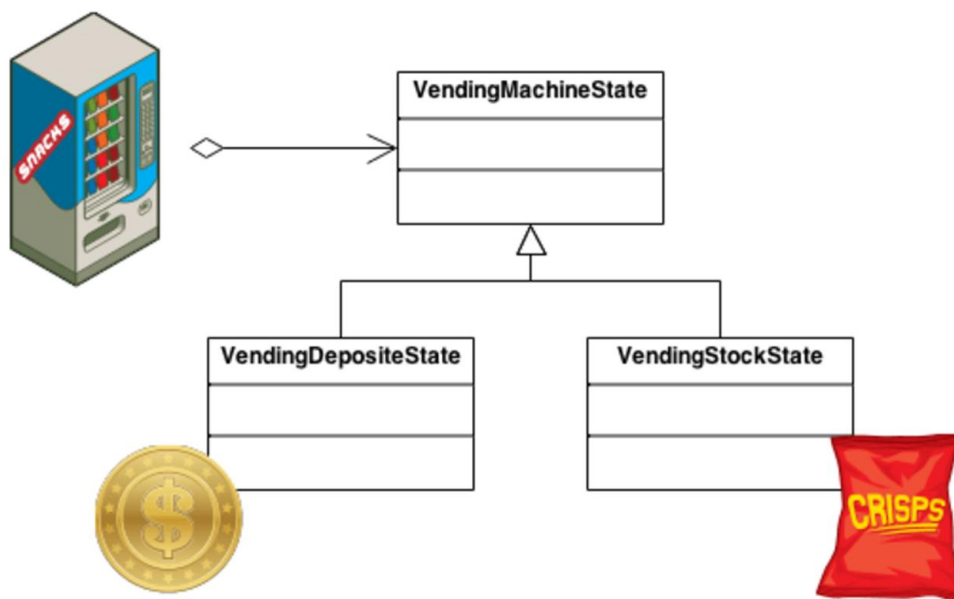 SNACKS
VendingMachineState
VendingDepositeState
VendingStockState
$
CRISPS